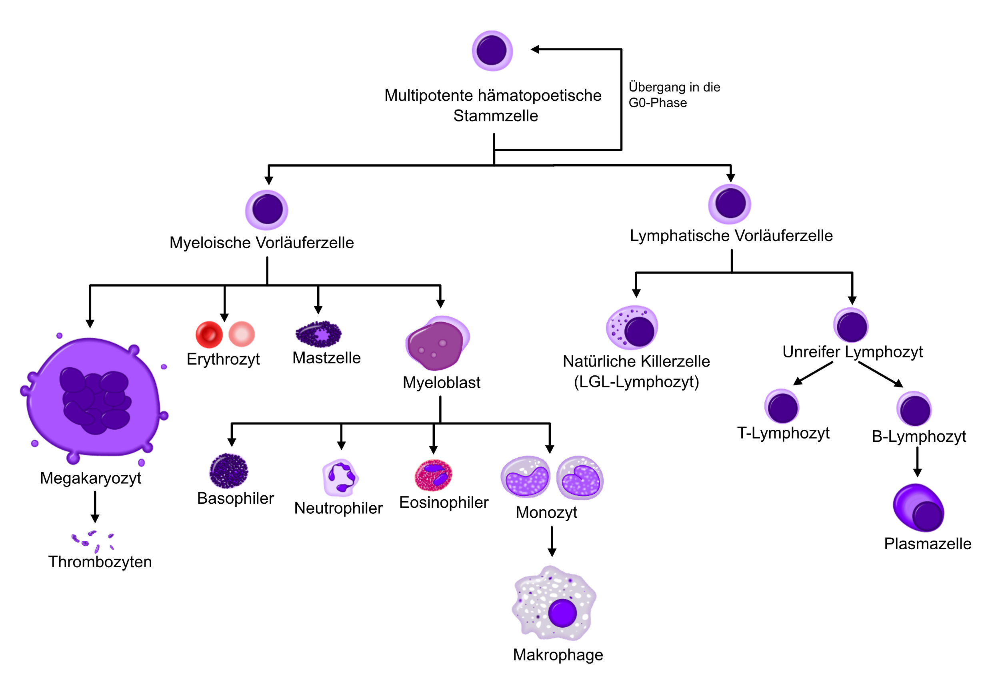 Multipotente hämatopoetische
Stammzelle
Übergang in die
G0-Phase
Myeloische Vorläuferzelle
Lymphatische Vorläuferzelle
Erythrozyt
Mastzelle
Myeloblast
Natürliche Killerzelle
(LGL-Lymphozyt)
Unreifer Lymphozyt
T-Lymphozyt
B-Lymphozyt
Megakaryozyt
Basophiler
Neutrophiler
Eosinophiler
Monozyt
Plasmazelle
Thrombozyten
Makrophage